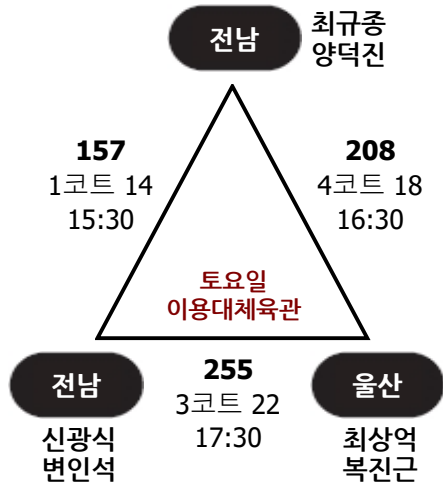 전남
최규종
양덕진
157
1코트 14
15:30
208
4코트 18
16:30
토요일
이용대체육관
전남
신광식
변인석
255
3코트 22
17:30
울산
최상억
복진근